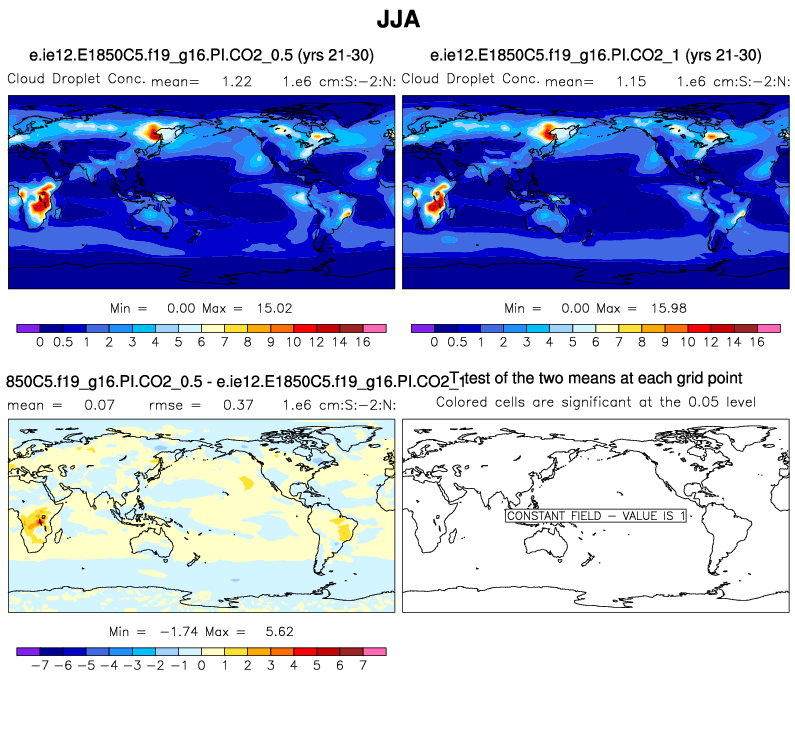 JJA
e.ie12.E1850C5.f19_g16.PI.CO2_0.5 (yrs 21-30)
Cloud Droplet Conc. mean= 1.22 1.e6 cm:S:-2:N:
Min = 0.00 Max = 15.02
0 0.5 1 2 3 4 5 6 7 8 9 10 12 14 16
e.ie12.E1850C5.f19_g16.PI.CO2_1 (yrs 21-30)
Cloud Droplet Conc. mean= 1.15 1.e6 cm:S:-2:N:
Min = 0.00 Max = 15.98
0 0.5 1 2 3 4 5 6 7 8 9 10 12 14 16
850C5.f19_g16.PI.CO2_0.5 - e.ie12.E1850C5.f19_g16.PI.CO2_1
mean = 0.07 rmse = 0.37 1.e6 cm:S:-2:N:
Min = -1.74 Max = 5.62
-7 -6 -5 -4 -3 -2 -1 0 1 2 3 4 5 6 7
T-test of the two means at each grid point
Colored cells are significant at the 0.05 level
CONSTANT FIELD - VALUE IS 1